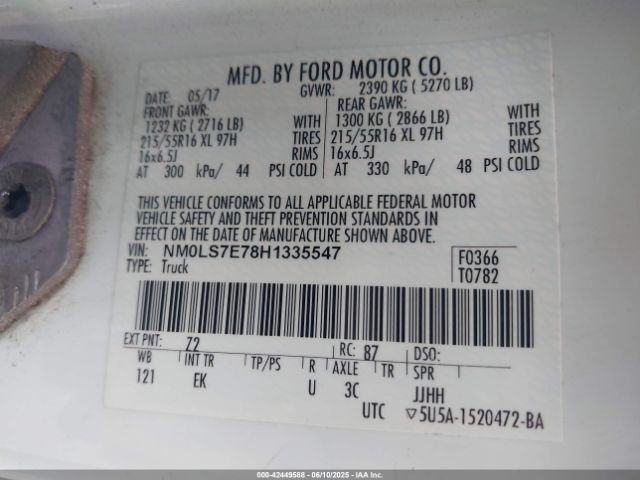 MFD. BY FORD MOTOR CO.
DATE: 05/17 GVWR: 2390 KG ( 5270 LB)
FRONT GAWR: REAR GAWR:
1232 KG ( 2716 LB) WITH 1300 KG ( 2866 LB) WITH
215/55R16 XL 97H TIRES 215/55R16 XL 97H TIRES
16x6.5J RIMS 16x6.5J RIMS
AT 300 kPa/ 44 PSI COLD AT 330 kPa/ 48 PSI COLD
THIS VEHICLE CONFORMS TO ALL APPLICABLE FEDERAL MOTOR
VEHICLE SAFETY AND THEFT PREVENTION STANDARDS IN
EFFECT ON THE DATE OF MANUFACTURE SHOWN ABOVE.
VIN: NM0LS7E78H1335547 F0366
TYPE: Truck T0782
EXT PNT: Z2 RC: 87 DSO:
WB INT TR TP/PS R AXLE TR SPR
121 EK U 3C JJHH
UTC ▽5U5A-1520472-BA
000-42449588 - 06/10/2025 - IAAI, Inc.